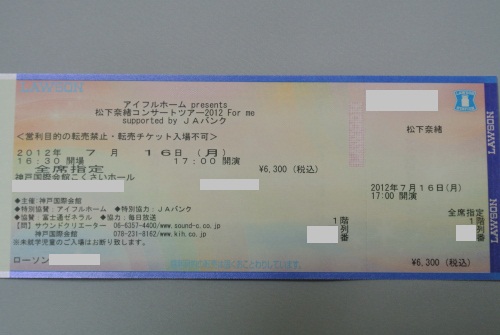 LAWSON
アイフルホーム presents
松下奈緒コンサートツアー2012 For me
supported by JAバンク
<営利目的の転売禁止・転売チケット入場不可>
2012年 7月 16日(月)
16:30 開場 17:00 開演
全席指定 ¥6,300(税込)
神戸国際会館こくさいホール
◆主催:神戸国際会館
◆特別協賛:アイフルホーム ◆特別協力:JAバンク
◆協賛:富士通ゼネラル ◆協力:毎日放送
【問】サウンドクリエーター 06-6357-4400/www.sound-c.co.jp
神戸国際会館 078-231-8162/www.kih.co.jp
※未就学児童のご入場はお断り致します。
1階
列
番
ローソン
松下奈緒
2012年7月16日(月)
17:00 開演
全席指定
1階
列
番
¥6,300(税込)
LAWSON
LAWSON
LAWSON